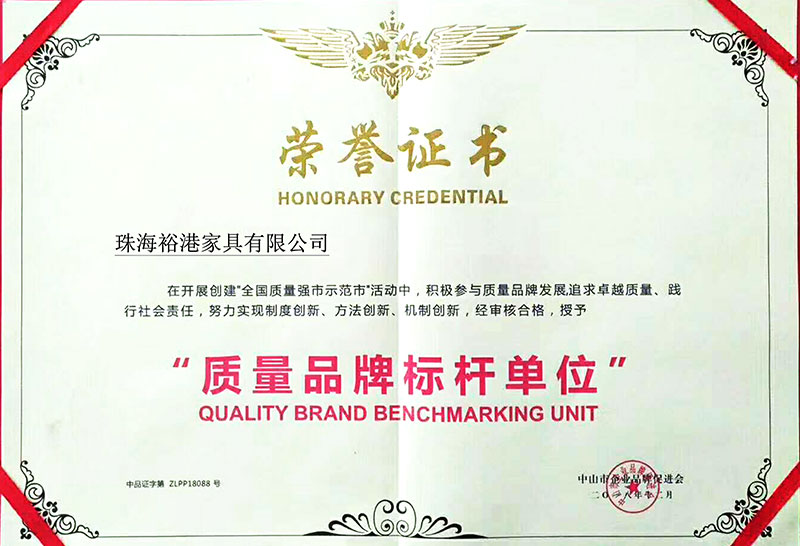 荣誉证书
HONORARY CREDENTIAL
珠海裕港家具有限公司
在开展创建"全国质量强市示范市"活动中，积极参与质量品牌发展,追求卓越质量、践
行社会责任，努力实现制度创新、方法创新、机制创新，经审核合格，授予
“质量品牌标杆单位”
QUALITY BRAND BENCHMARKING UNIT
中品证字第 ZLPP18088 号
中山市企业品牌促进会
二〇一八年十二月